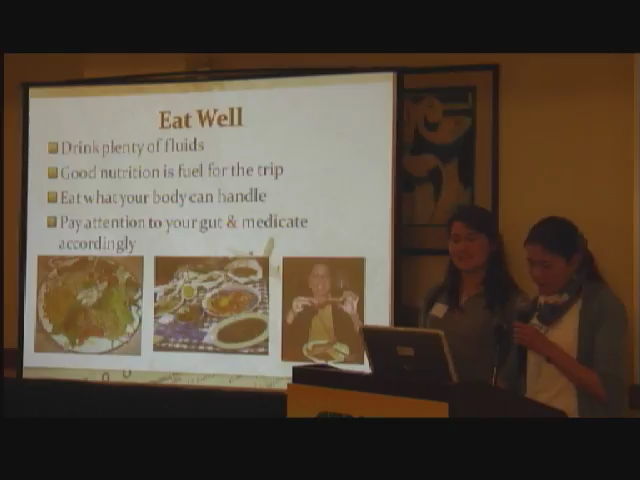 Eat Well
Drink plenty of fluids
Good nutrition is fuel for the trip
Eat what your body can handle
Pay attention to your gut & medicate
accordingly